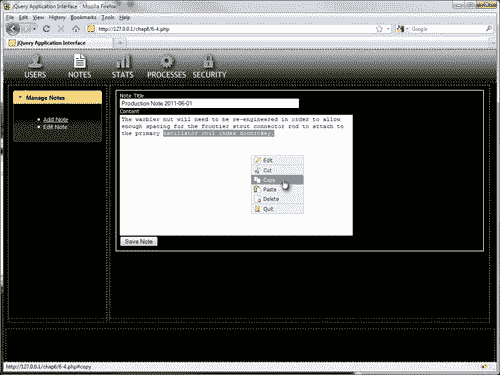 jQuery Application Interface - Mozilla Firefox
File Edit View History Bookmarks Tools Help
http://127.0.0.1/chap6/6-4.php
Google
jQuery Application Interface
USERS NOTES STATS PROCESSES SECURITY
Manage Notes
Add Note
Edit Note
Note Title
Production Note 2011-06-01
Content
The warbler nut will need to be re-engineered in order to allow
enough spacing for the frontier strut connector rod to attach to
the primary oscillator coil index
Edit
Cut
Copy
Paste
Delete
Quit
Save Note
http://127.0.0.1/chap6/6-4.php#copy